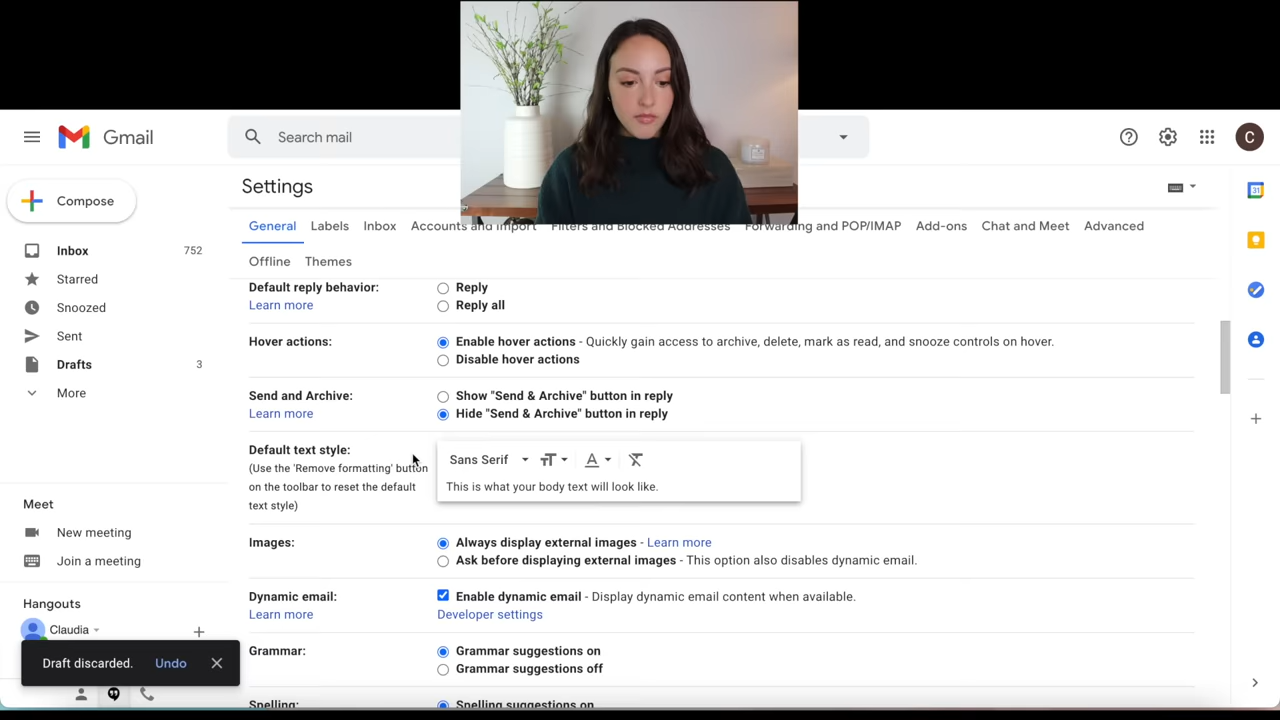 Gmail
Search mail
C
Compose
Settings
General Labels Inbox Accounts and Import Filters and Blocked Addresses Forwarding and POP/IMAP Add-ons Chat and Meet Advanced
Offline Themes
Inbox 752
Starred
Snoozed
Sent
Drafts 3
More
Meet
New meeting
Join a meeting
Hangouts
Claudia
Draft discarded. Undo
Default reply behavior:
Learn more
Reply
Reply all
Hover actions:
Enable hover actions - Quickly gain access to archive, delete, mark as read, and snooze controls on hover.
Disable hover actions
Send and Archive:
Learn more
Show "Send & Archive" button in reply
Hide "Send & Archive" button in reply
Default text style:
(Use the 'Remove formatting' button
on the toolbar to reset the default
text style)
Sans Serif
This is what your body text will look like.
Images:
Always display external images - Learn more
Ask before displaying external images - This option also disables dynamic email.
Dynamic email:
Learn more
Enable dynamic email - Display dynamic email content when available.
Developer settings
Grammar:
Grammar suggestions on
Grammar suggestions off
Spelling:
Spelling suggestions on
31